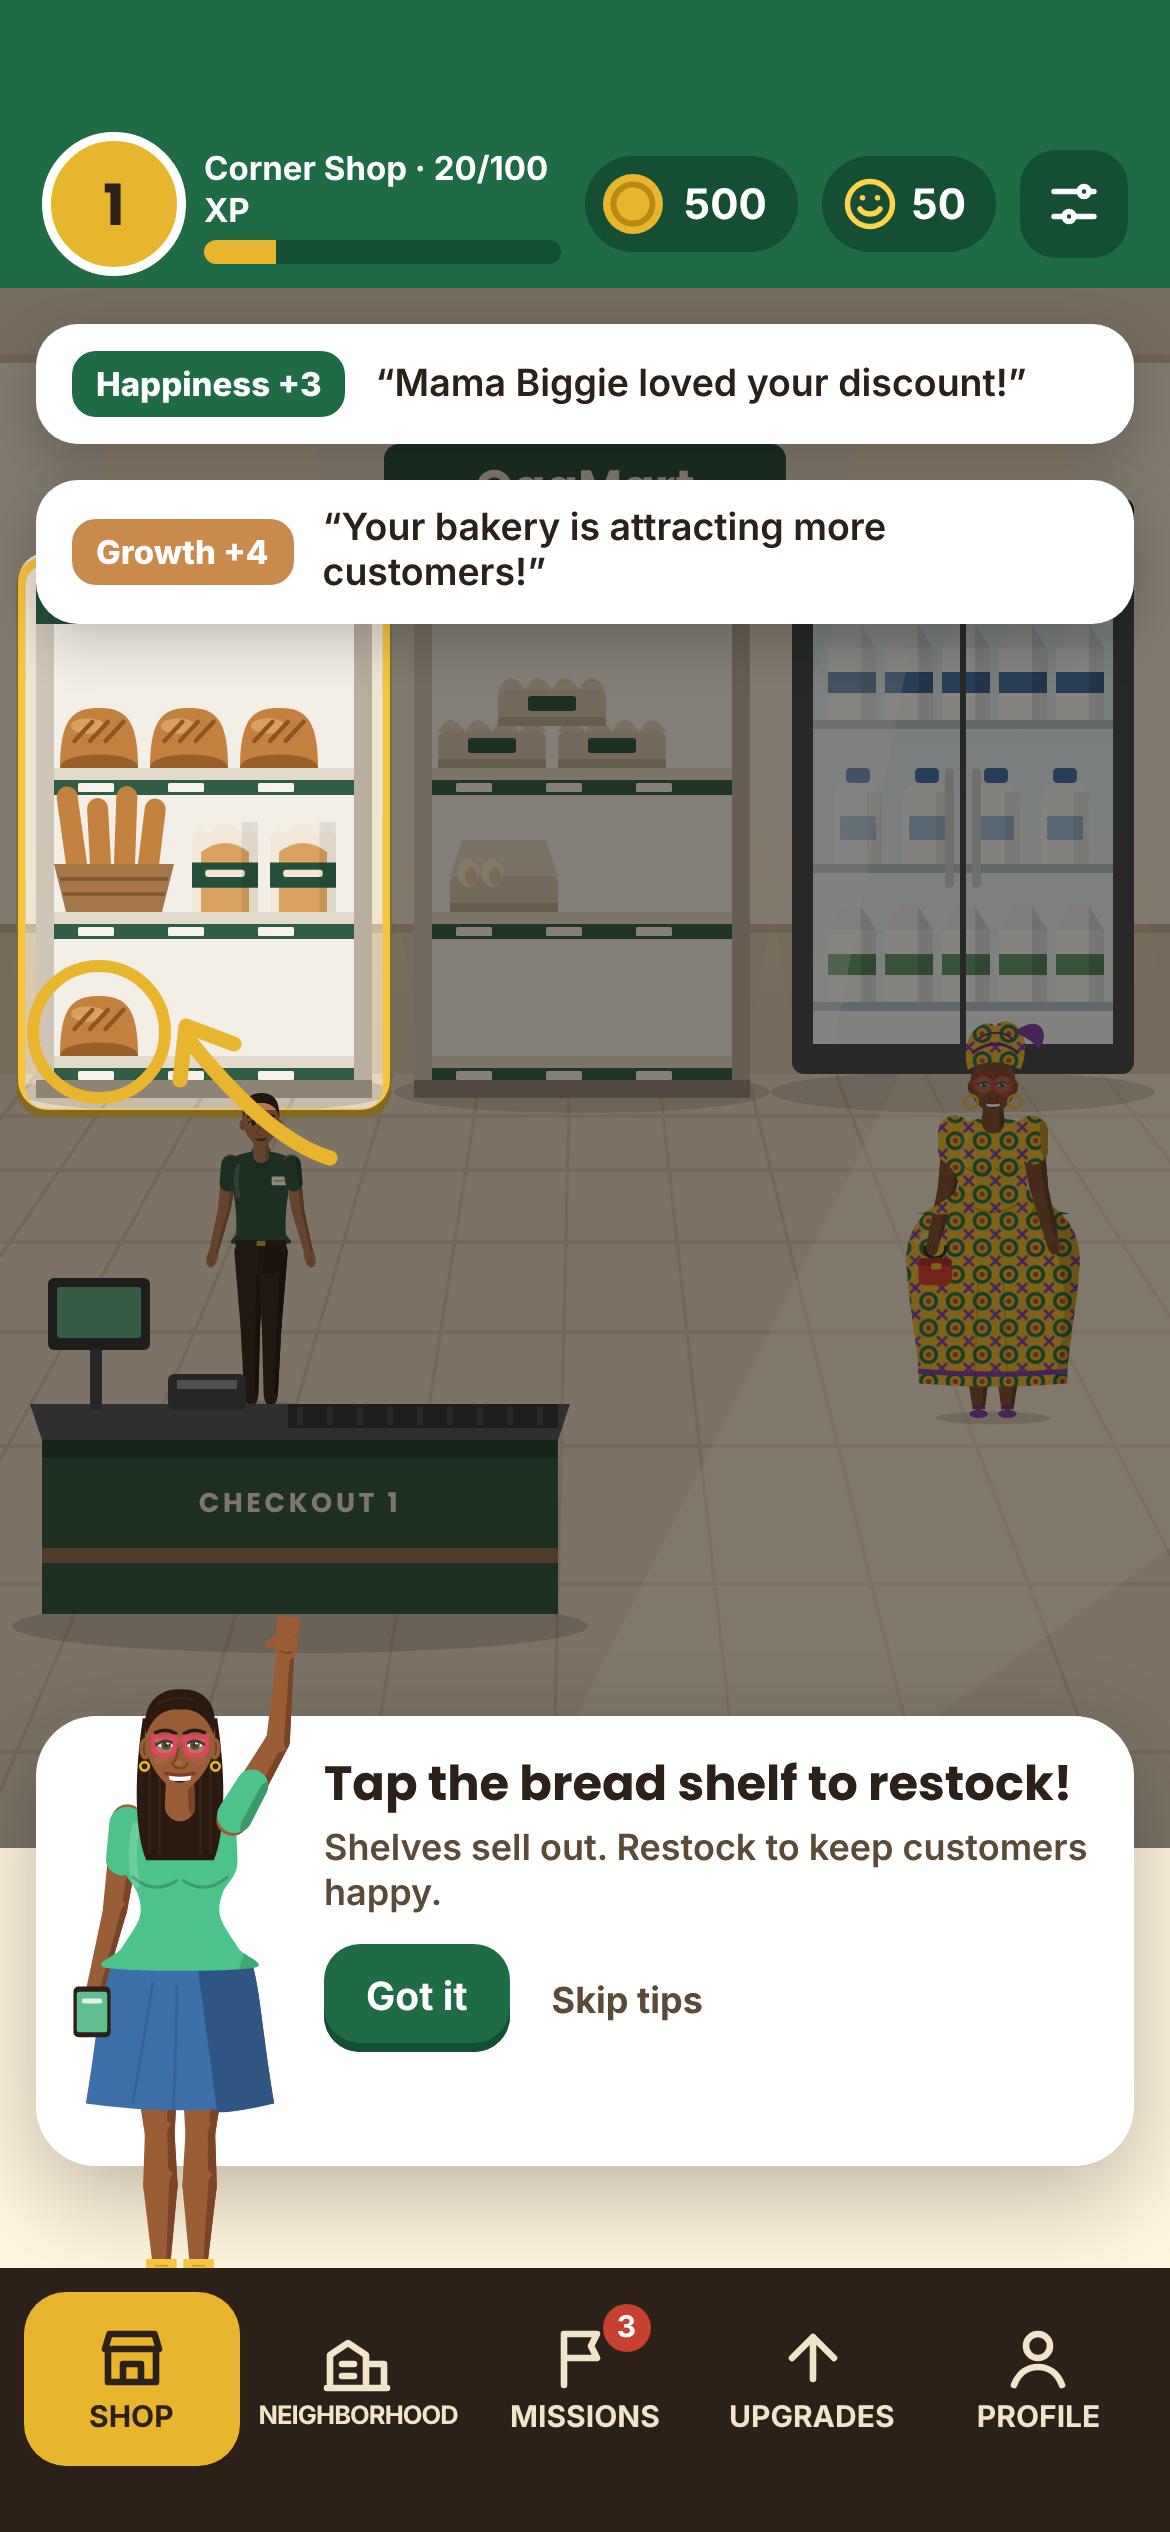 1
Corner Shop · 20/100
XP
500
50
Happiness +3
“Mama Biggie loved your discount!”
Growth +4
“Your bakery is attracting more
customers!”
CHECKOUT 1
Tap the bread shelf to restock!
Shelves sell out. Restock to keep customers
happy.
Got it
Skip tips
3
SHOP
NEIGHBORHOOD
MISSIONS
UPGRADES
PROFILE